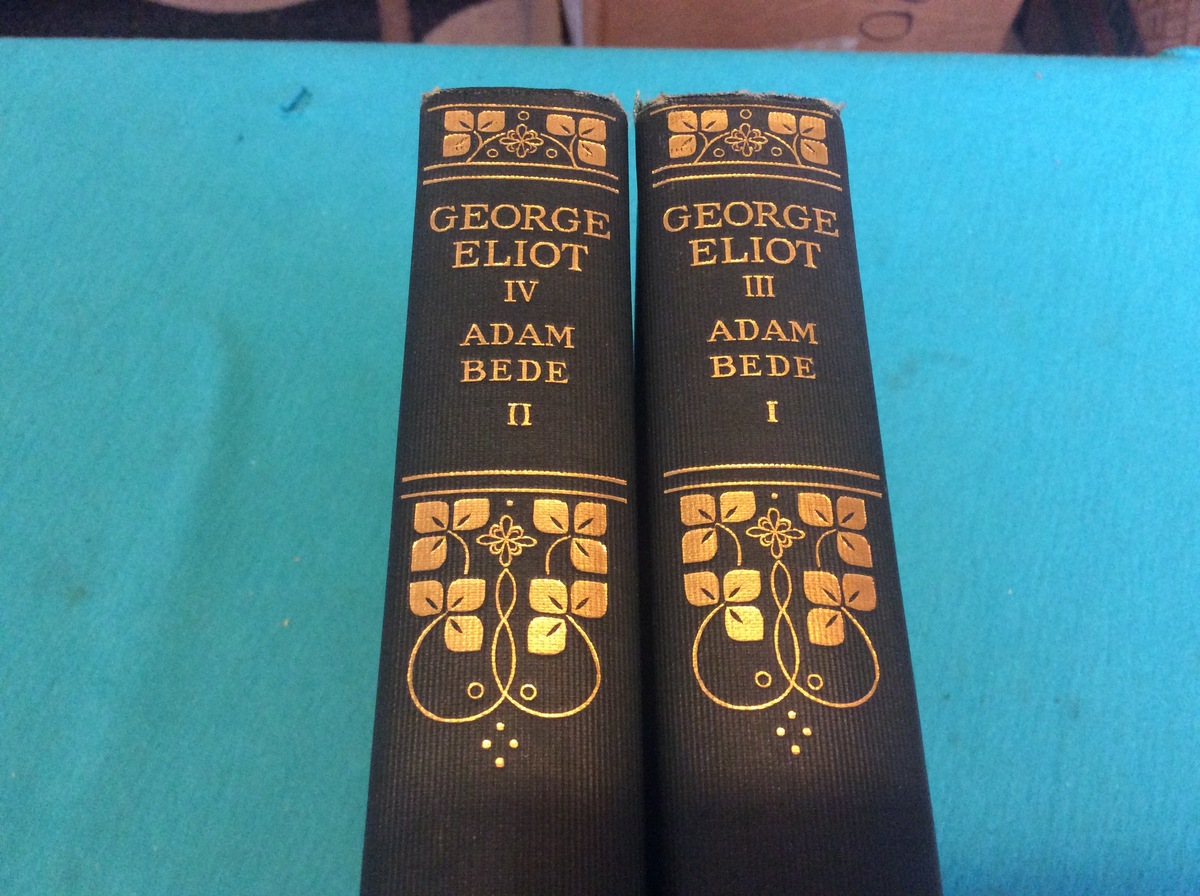 GEORGE
ELIOT
IV
ADAM
BEDE
II
GEORGE
ELIOT
III
ADAM
BEDE
I